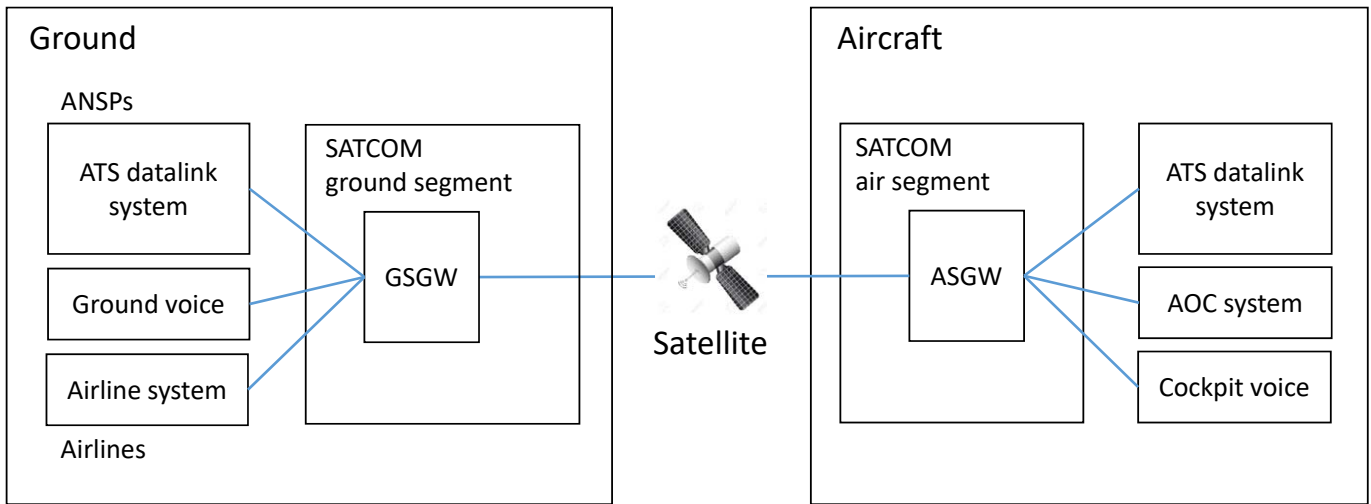 Ground
ANSPs
ATS datalink
system
Ground voice
Airline system
Airlines
SATCOM
ground segment
GSGW
Satellite
Aircraft
SATCOM
air segment
ASGW
ATS datalink
system
AOC system
Cockpit voice